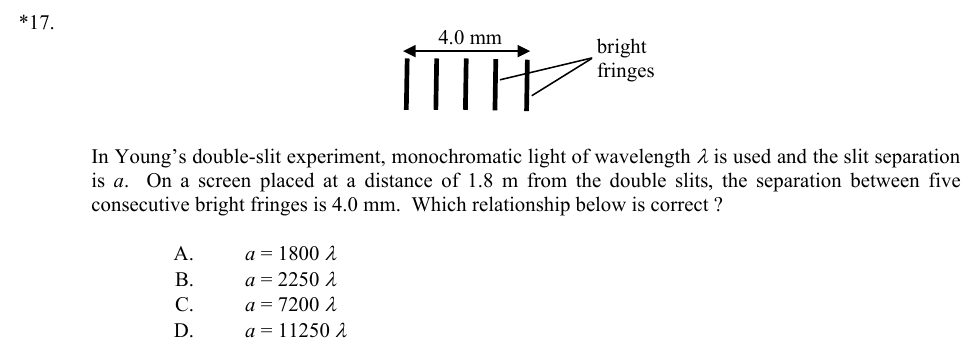 *17.
4.0 mm
bright
fringes
In Young’s double-slit experiment, monochromatic light of wavelength λ is used and the slit separation
is a. On a screen placed at a distance of 1.8 m from the double slits, the separation between five
consecutive bright fringes is 4.0 mm. Which relationship below is correct ?
A. a = 1800 λ
B. a = 2250 λ
C. a = 7200 λ
D. a = 11250 λ